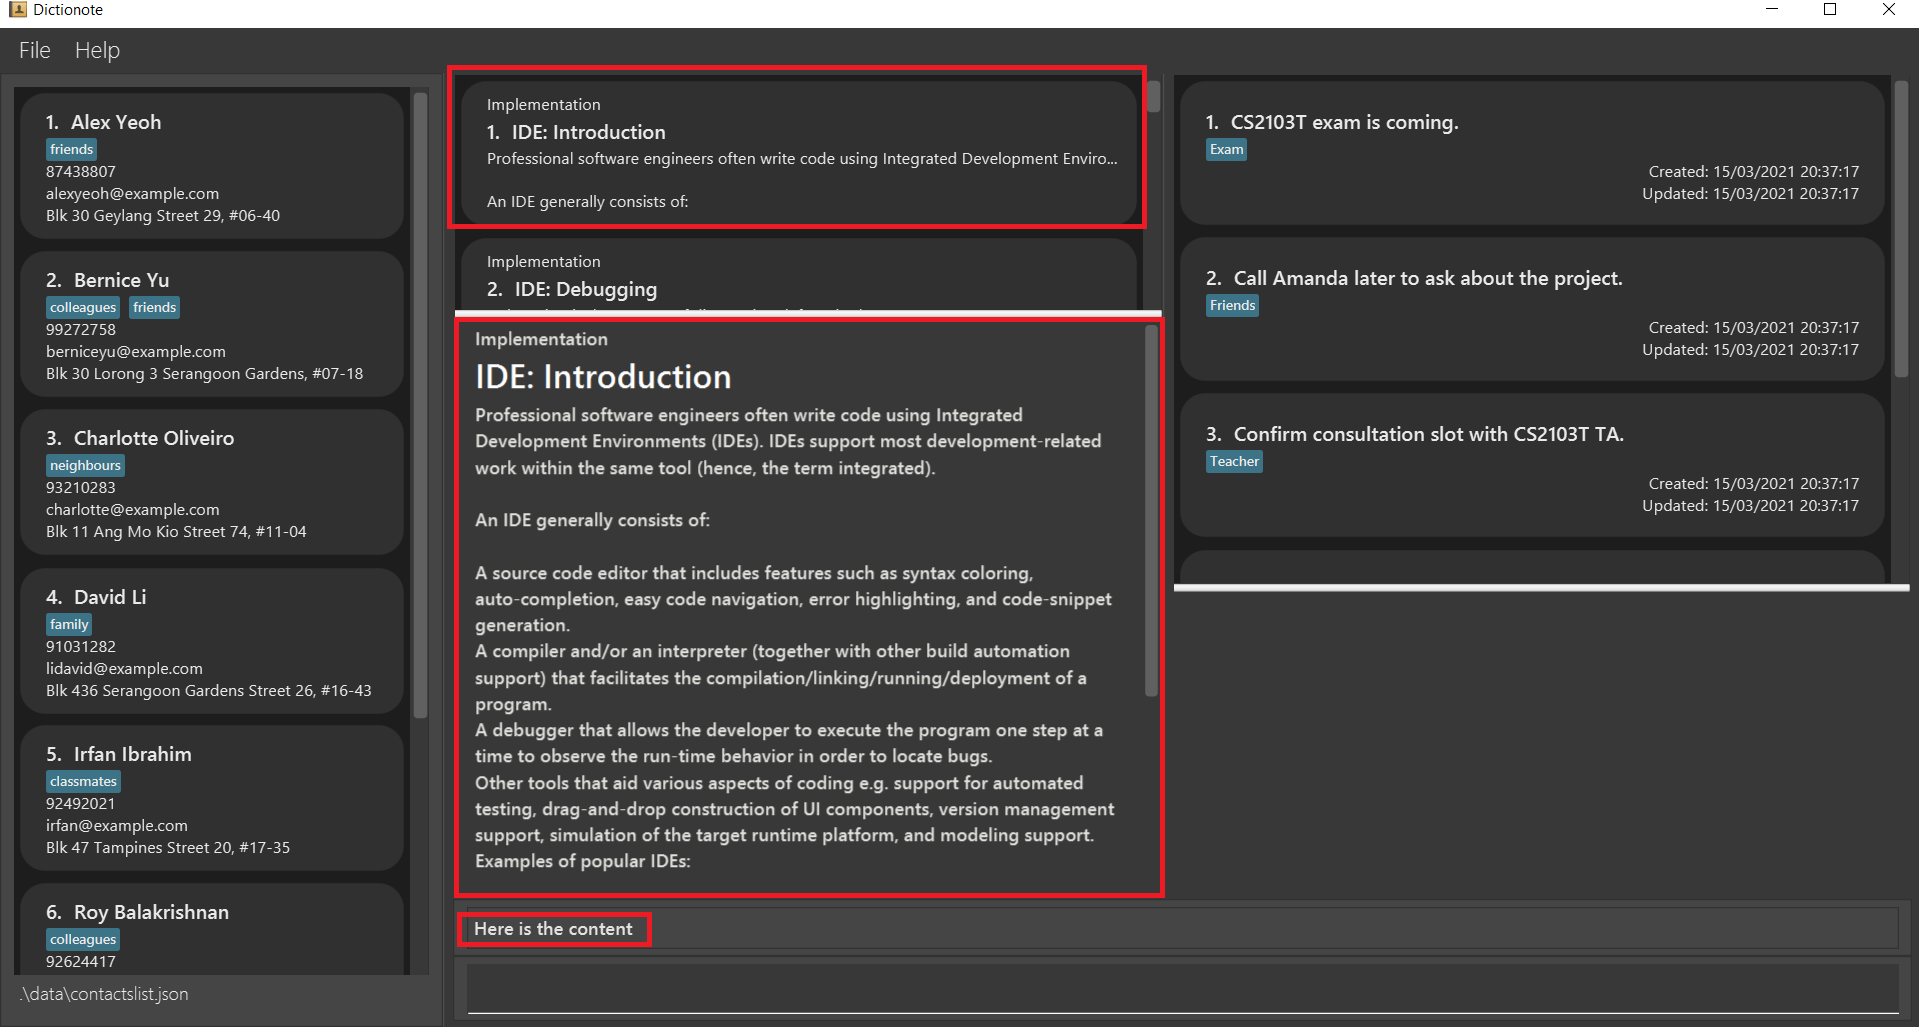 Dictionote
File Help
1. Alex Yeoh
friends
87438807
alexyeoh@example.com
Blk 30 Geylang Street 29, #06-40
2. Bernice Yu
colleagues friends
99272758
berniceyu@example.com
Blk 30 Lorong 3 Serangoon Gardens, #07-18
3. Charlotte Oliveiro
neighbours
93210283
charlotte@example.com
Blk 11 Ang Mo Kio Street 74, #11-04
4. David Li
family
91031282
lidavid@example.com
Blk 436 Serangoon Gardens Street 26, #16-43
5. Irfan Ibrahim
classmates
92492021
irfan@example.com
Blk 47 Tampines Street 20, #17-35
6. Roy Balakrishnan
colleagues
92624417
.\data\contactslist.json
Implementation
1. IDE: Introduction
Professional software engineers often write code using Integrated Development Enviro...
An IDE generally consists of:
Implementation
2. IDE: Debugging
Implementation
IDE: Introduction
Professional software engineers often write code using Integrated
Development Environments (IDEs). IDEs support most development-related
work within the same tool (hence, the term integrated).
An IDE generally consists of:
A source code editor that includes features such as syntax coloring,
auto-completion, easy code navigation, error highlighting, and code-snippet
generation.
A compiler and/or an interpreter (together with other build automation
support) that facilitates the compilation/linking/running/deployment of a
program.
A debugger that allows the developer to execute the program one step at a
time to observe the run-time behavior in order to locate bugs.
Other tools that aid various aspects of coding e.g. support for automated
testing, drag-and-drop construction of UI components, version management
support, simulation of the target runtime platform, and modeling support.
Examples of popular IDEs:
Here is the content
1. CS2103T exam is coming.
Exam
Created: 15/03/2021 20:37:17
Updated: 15/03/2021 20:37:17
2. Call Amanda later to ask about the project.
Friends
Created: 15/03/2021 20:37:17
Updated: 15/03/2021 20:37:17
3. Confirm consultation slot with CS2103T TA.
Teacher
Created: 15/03/2021 20:37:17
Updated: 15/03/2021 20:37:17